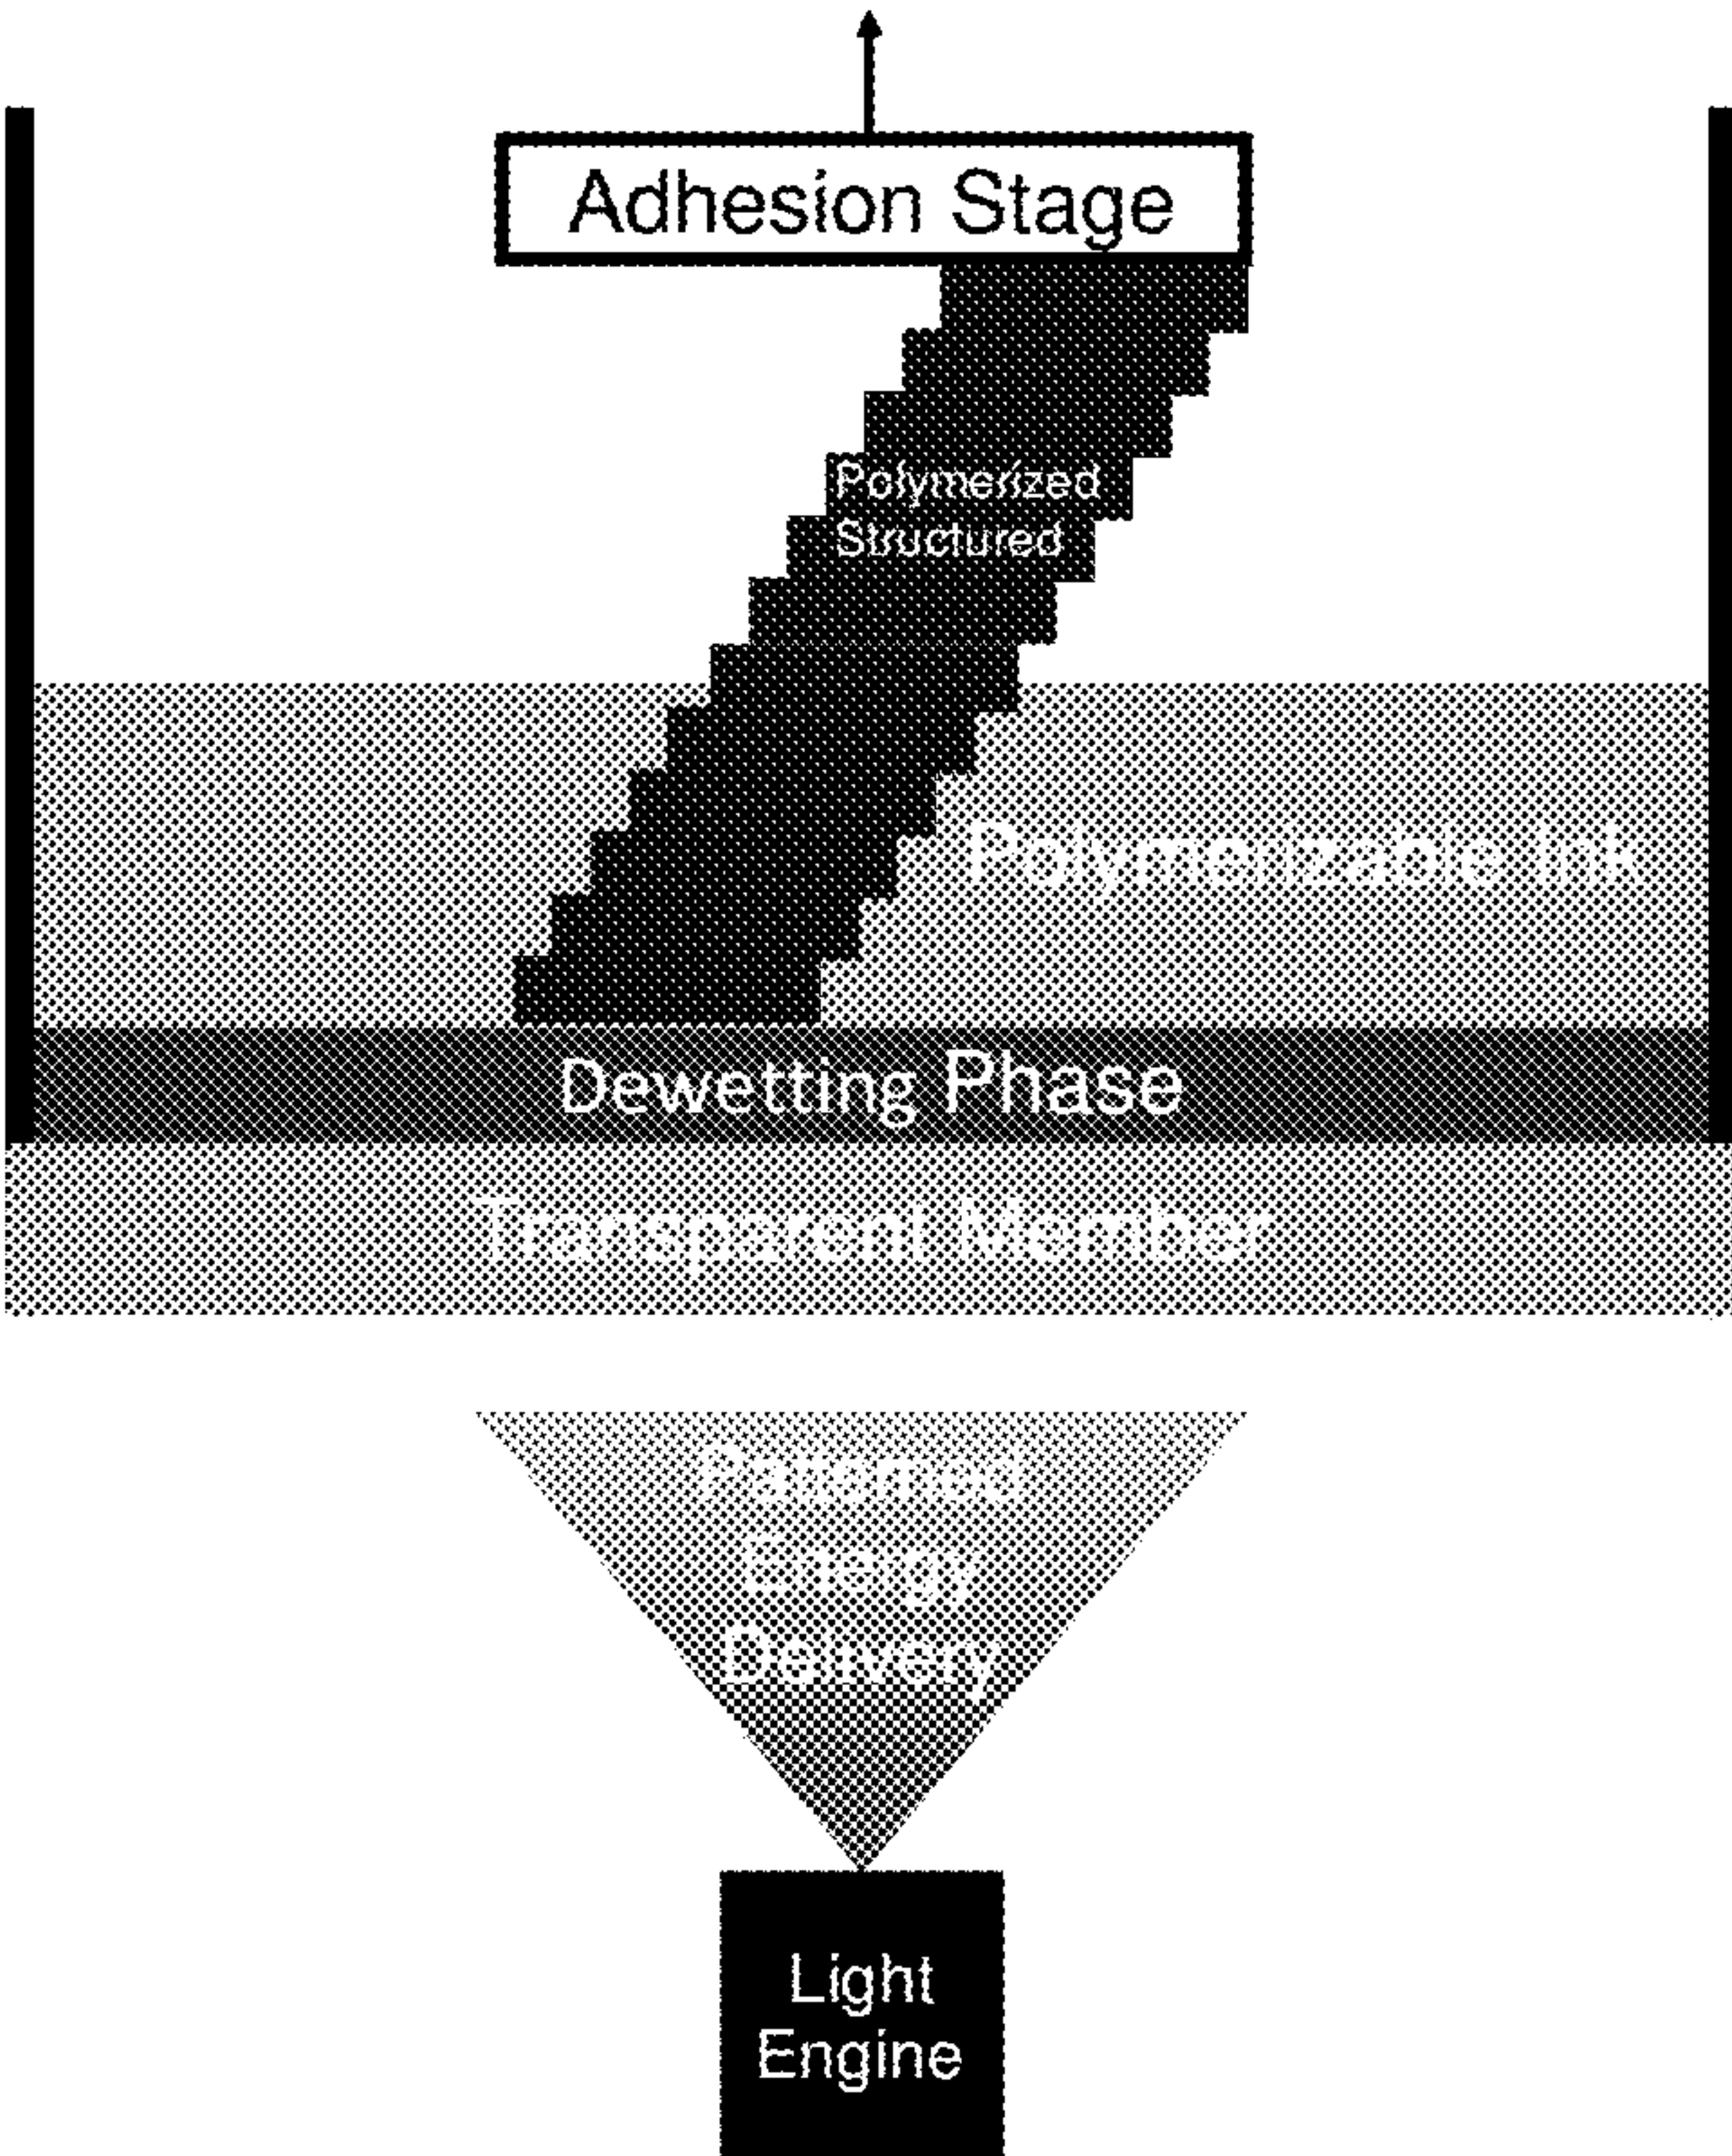 Adhesion Stage
Polymerized
Structured
Polymerizable Ink
Dewetting Phase
Transparent Member
Patterned
Energy
Delivery
Light
Engine